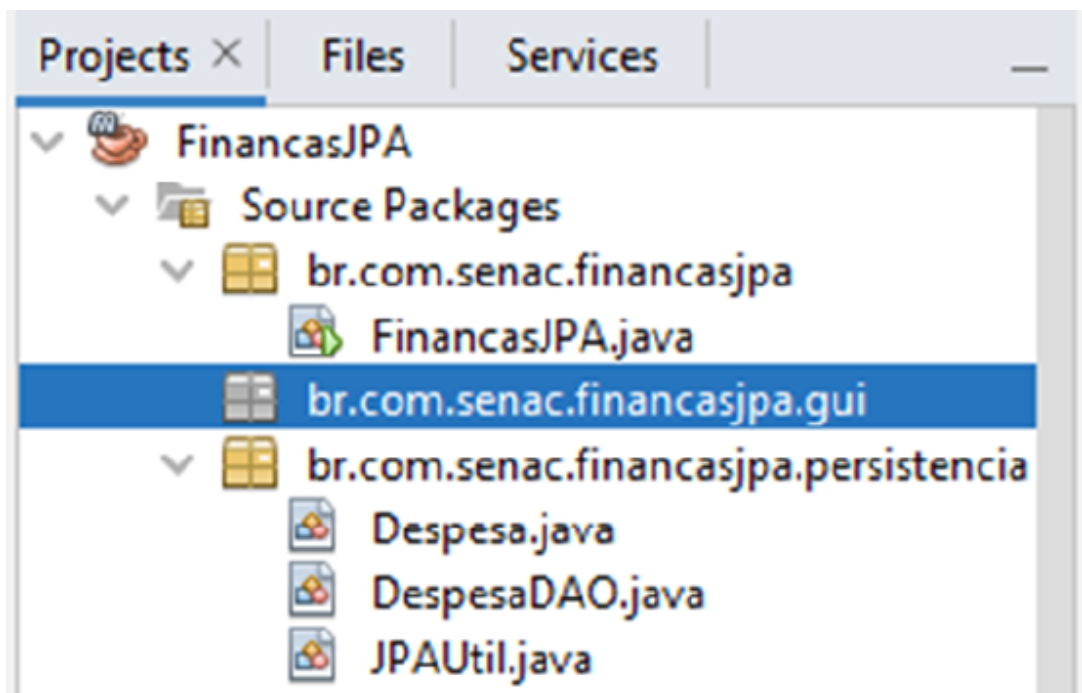 Projects × Files Services
FinancasJPA
Source Packages
br.com.senac.financasjpa
FinancasJPA.java
br.com.senac.financasjpa.gui
br.com.senac.financasjpa.persistencia
Despesa.java
DespesaDAO.java
JPAUtil.java